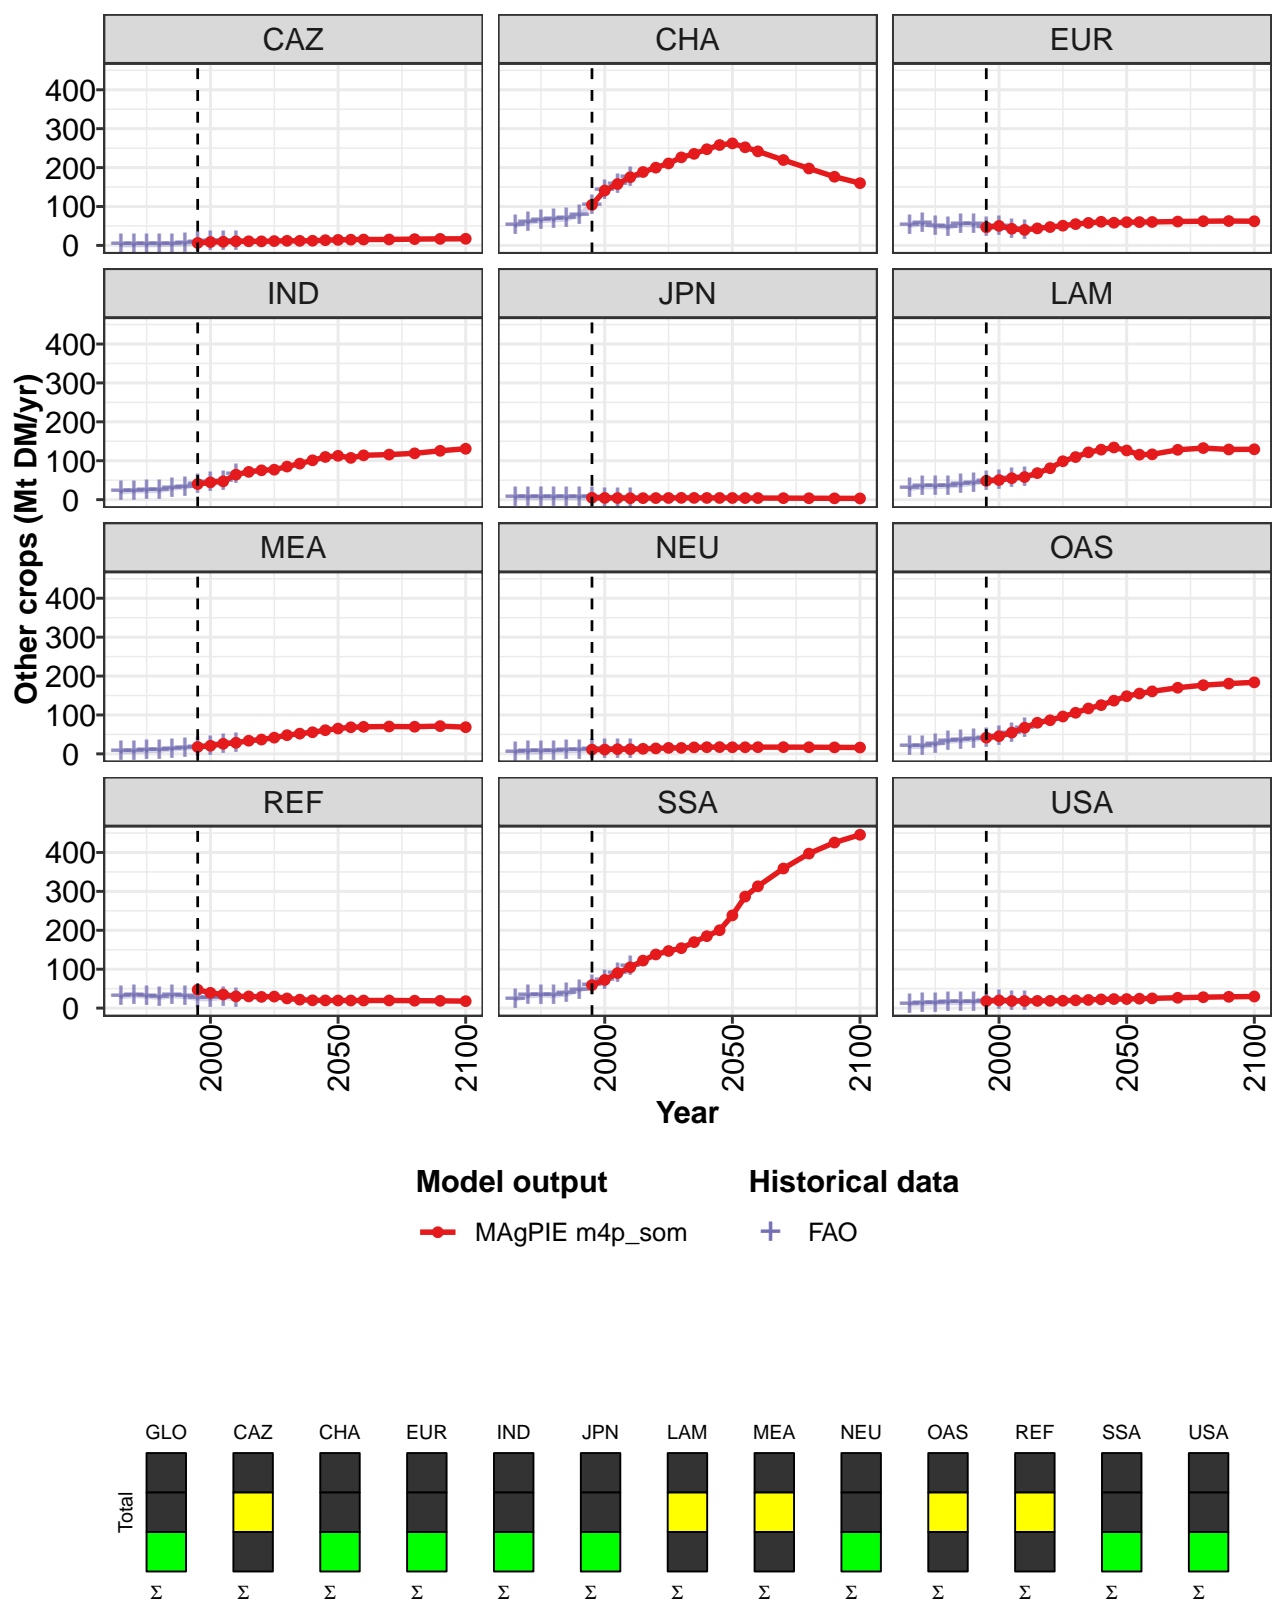 CAZ CHA EUR
400
300
200
100
0
IND JPN LAM
400
300
200
100
0
MEA NEU OAS
400
300
200
100
0
REF SSA USA
400
300
200
100
0
Other crops (Mt DM/yr)
2000 2050 2100 2000 2050 2100 2000 2050 2100
Year
Model output Historical data
MAgPIE m4p_som FAO
GLO CAZ CHA EUR IND JPN LAM MEA NEU OAS REF SSA USA
Total
Σ Σ Σ Σ Σ Σ Σ Σ Σ Σ Σ Σ Σ